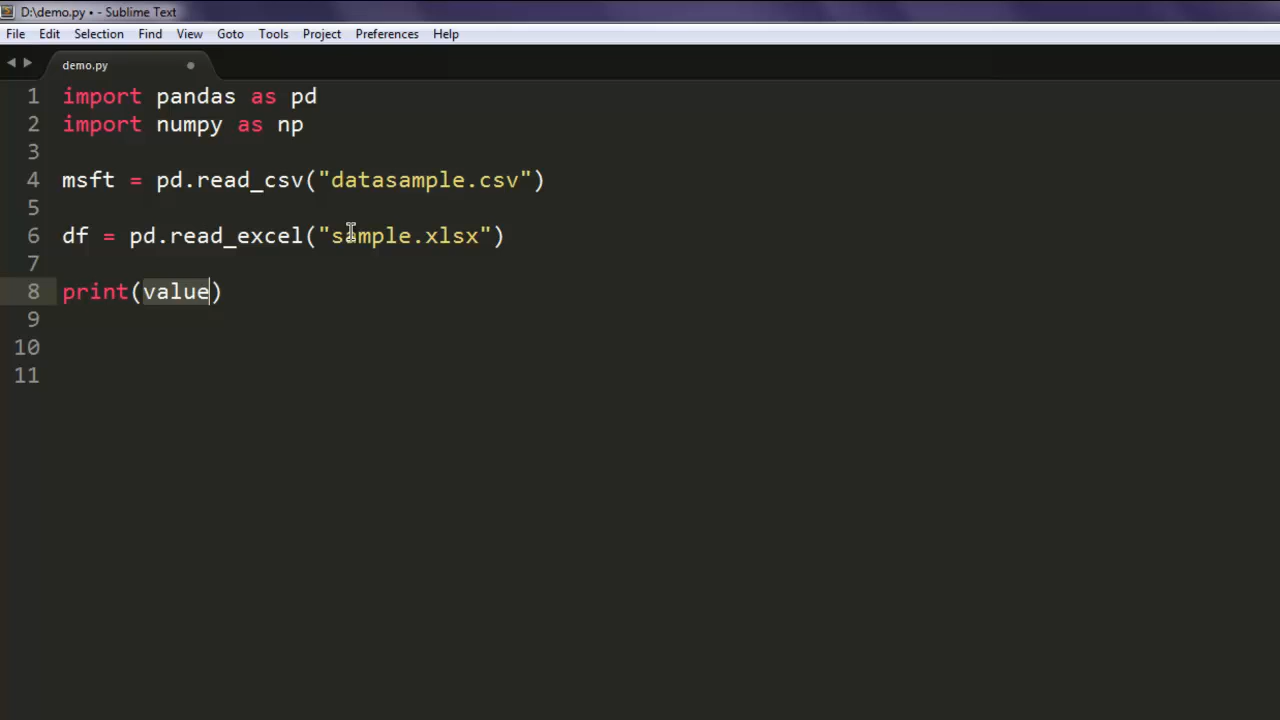 D:\demo.py • - Sublime Text
File Edit Selection Find View Goto Tools Project Preferences Help
demo.py
1 import pandas as pd
2 import numpy as np
3
4 msft = pd.read_csv("datasample.csv")
5
6 df = pd.read_excel("sample.xlsx")
7
8 print(value)
9
10
11